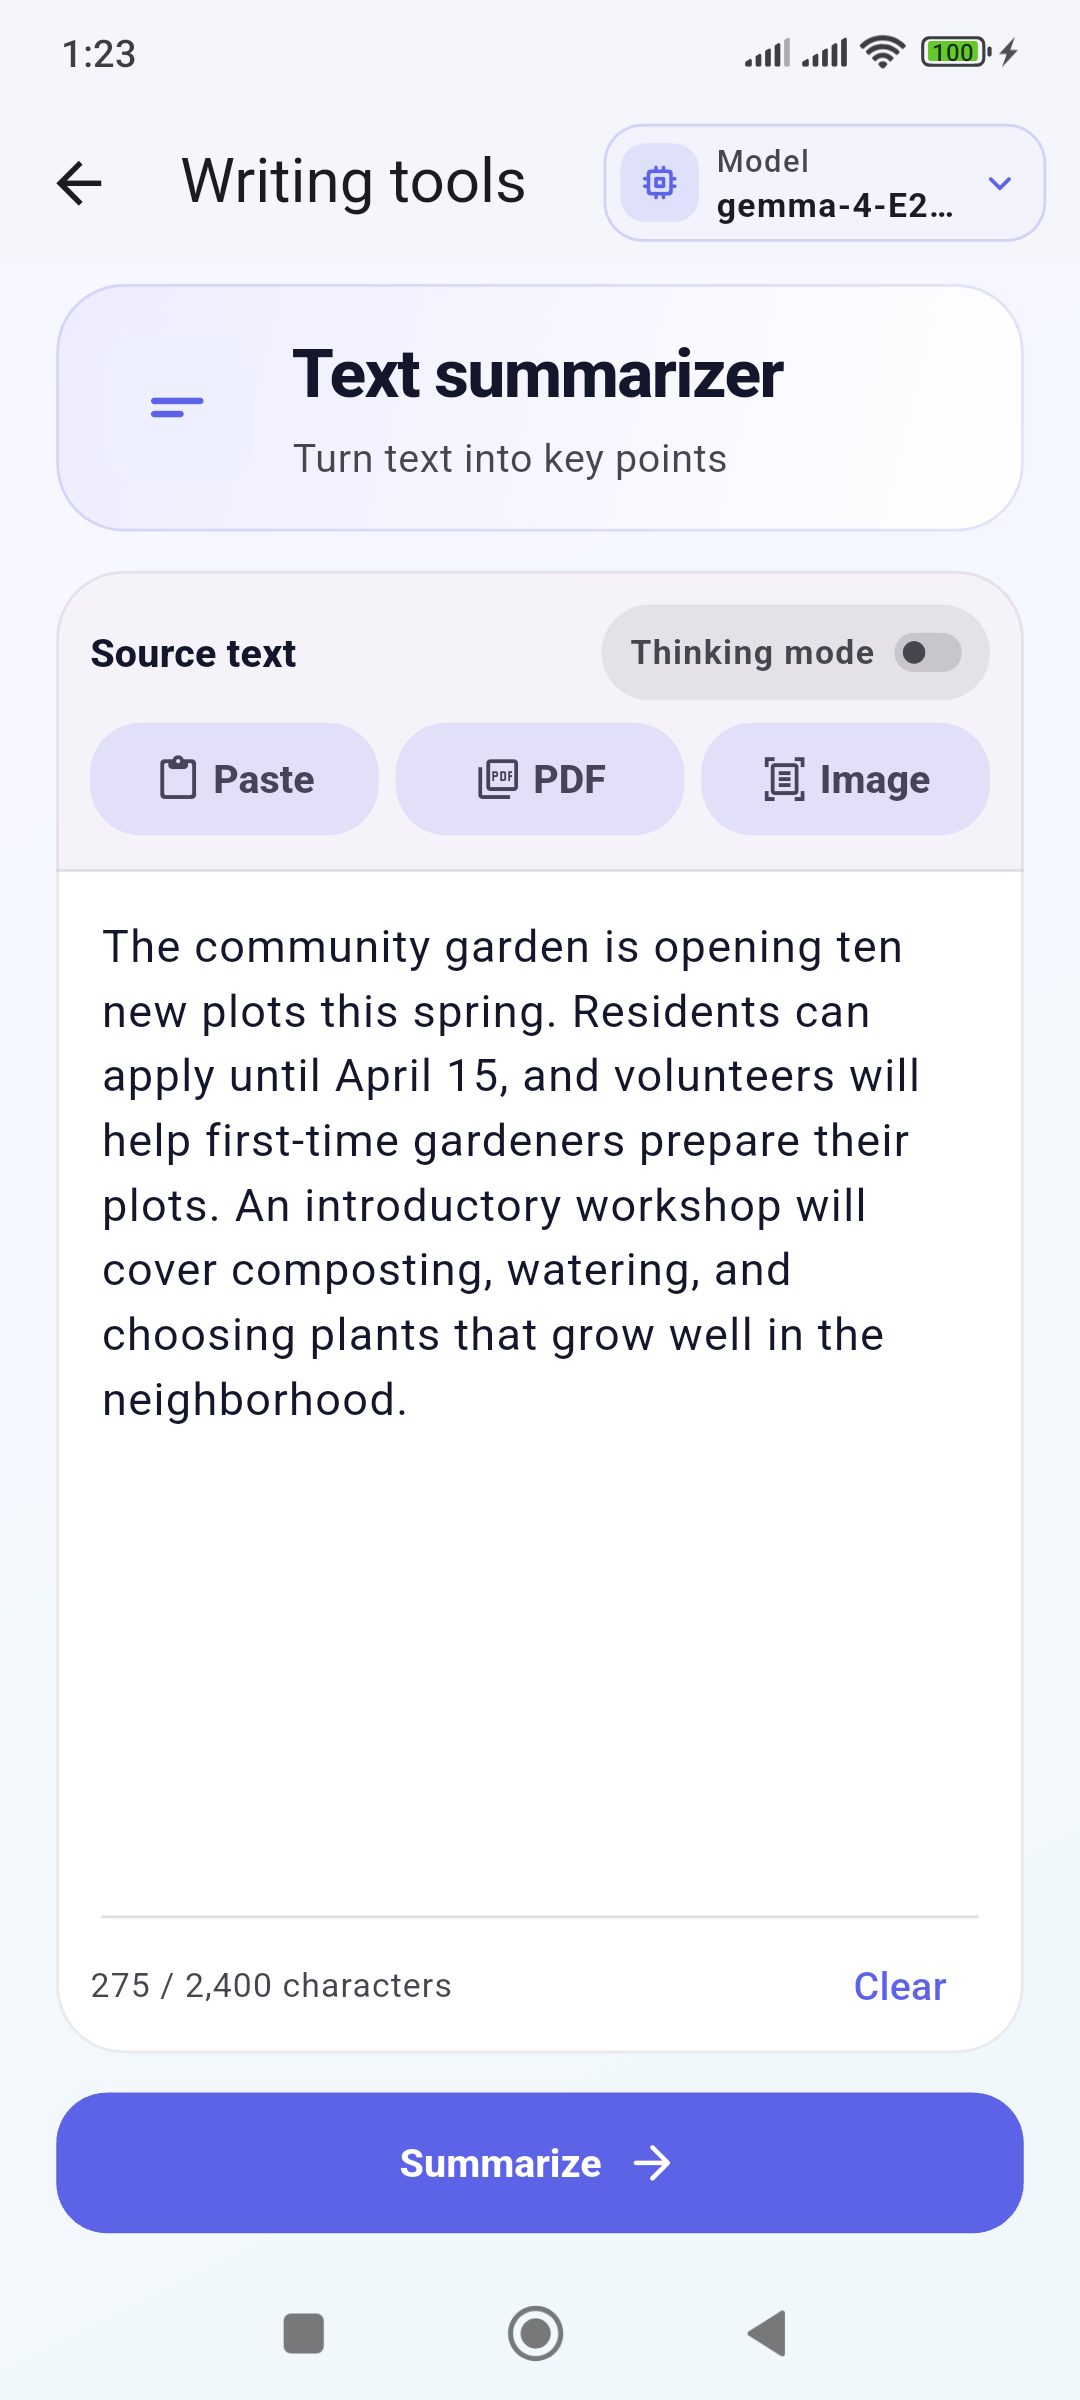 1:23
100
Writing tools
Model
gemma-4-E2…
Text summarizer
Turn text into key points
Source text
Thinking mode
Paste
PDF
PDF
Image
The community garden is opening ten
new plots this spring. Residents can
apply until April 15, and volunteers will
help first-time gardeners prepare their
plots. An introductory workshop will
cover composting, watering, and
choosing plants that grow well in the
neighborhood.
275 / 2,400 characters
Clear
Summarize